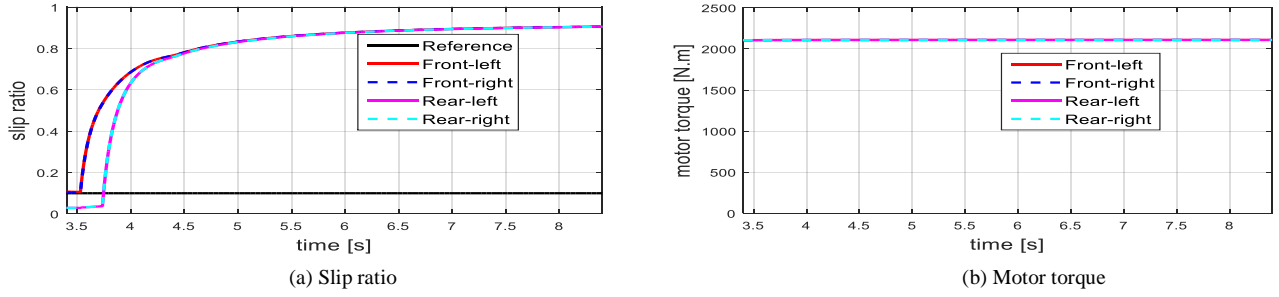 slip ratio
1
0.8
0.6
0.4
0.2
0
Reference
Front-left
Front-right
Rear-left
Rear-right
3.5 4 4.5 5 5.5 6 6.5 7 7.5 8
time [s]
(a) Slip ratio
motor torque [N.m]
2500
2000
1500
1000
500
0
Front-left
Front-right
Rear-left
Rear-right
3.5 4 4.5 5 5.5 6 6.5 7 7.5 8
time [s]
(b) Motor torque